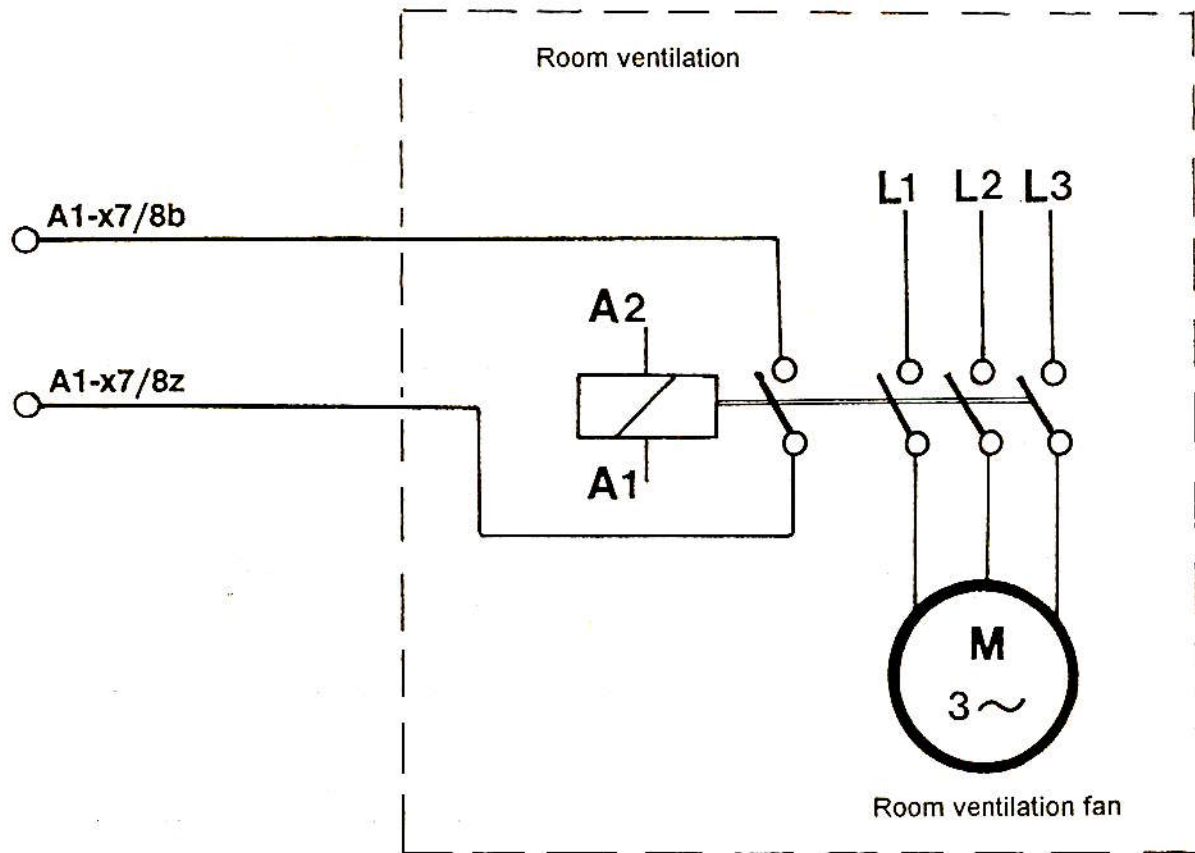 Room ventilation
L1 L2 L3
A1-x7/8b
A2
A1-x7/8z
A1
M
3~
Room ventilation fan